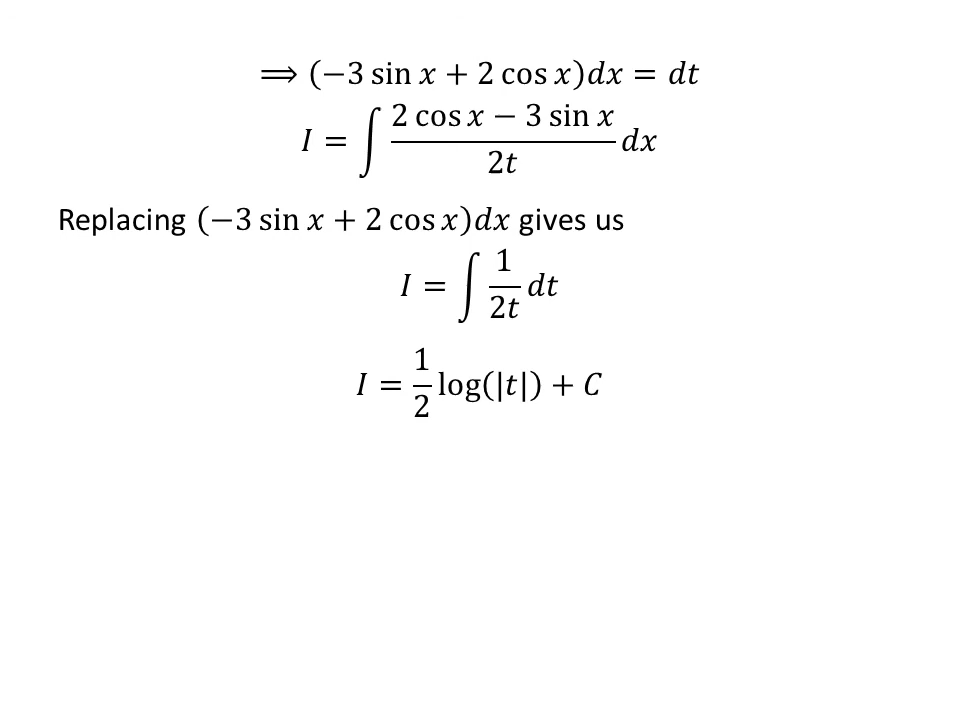 ⟹ (−3 sin 𝑥 + 2 cos 𝑥)𝑑𝑥 = 𝑑𝑡
𝐼 = ∫ (2 cos 𝑥 − 3 sin 𝑥)/(2𝑡) 𝑑𝑥
Replacing (−3 sin 𝑥 + 2 cos 𝑥)𝑑𝑥 gives us
𝐼 = ∫ 1/(2𝑡) 𝑑𝑡
𝐼 = 1/2 log(|𝑡|) + 𝐶